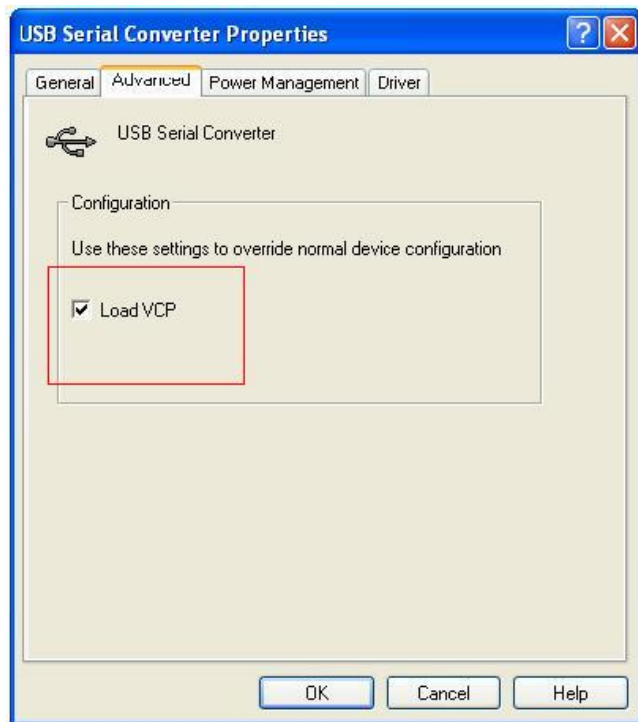 USB Serial Converter Properties
General Advanced Power Management Driver
USB Serial Converter
Configuration
Use these settings to override normal device configuration
Load VCP
OK Cancel Help